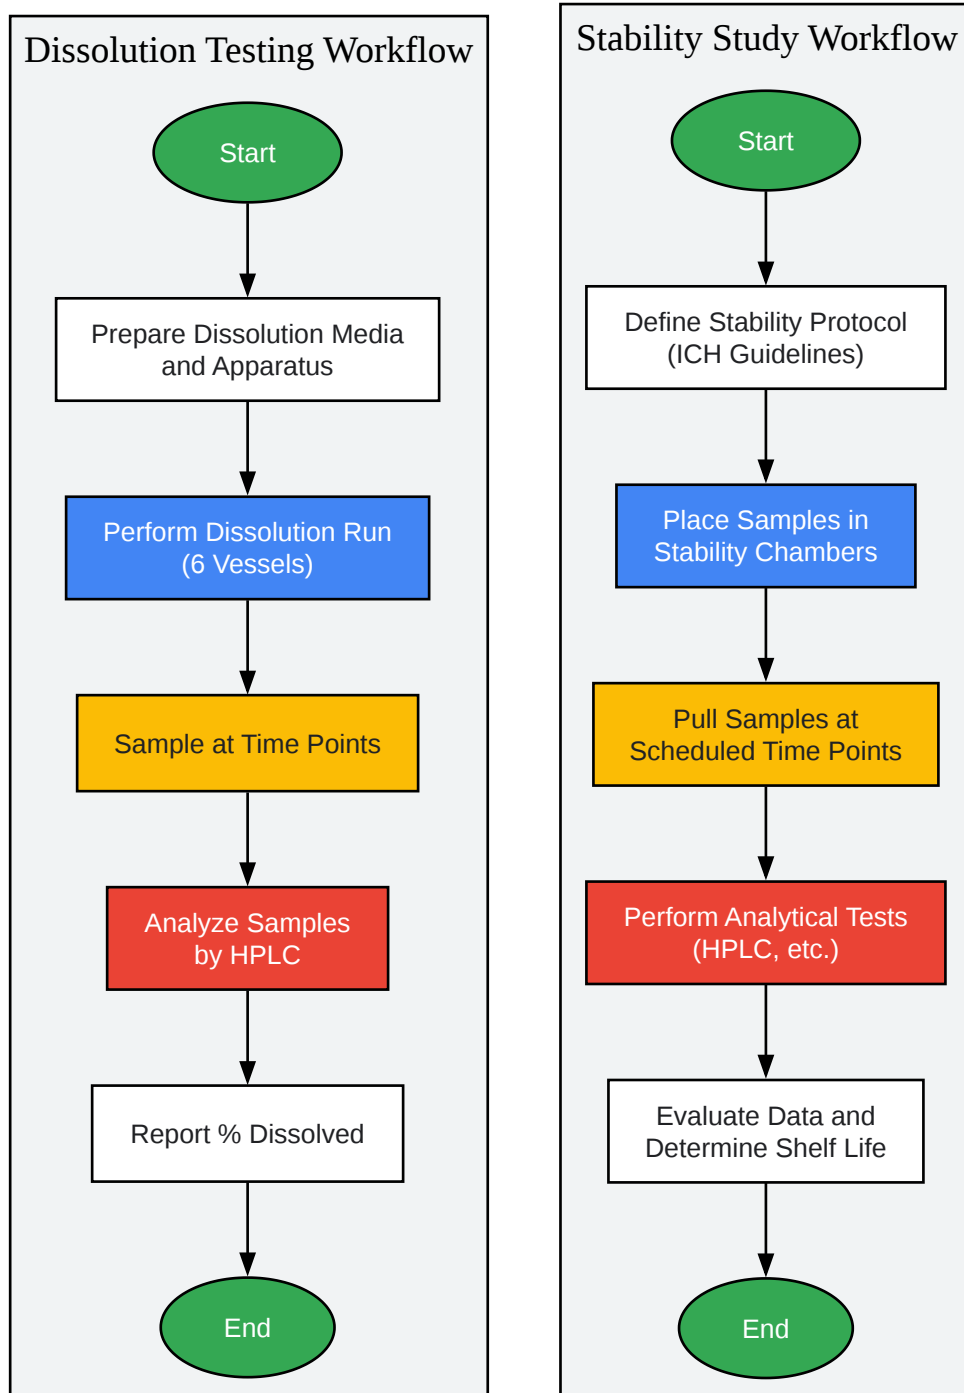 Dissolution Testing Workflow
Start
Prepare Dissolution Media
and Apparatus
Perform Dissolution Run
(6 Vessels)
Sample at Time Points
Analyze Samples
by HPLC
Report % Dissolved
End
Stability Study Workflow
Start
Define Stability Protocol
(ICH Guidelines)
Place Samples in
Stability Chambers
Pull Samples at
Scheduled Time Points
Perform Analytical Tests
(HPLC, etc.)
Evaluate Data and
Determine Shelf Life
End